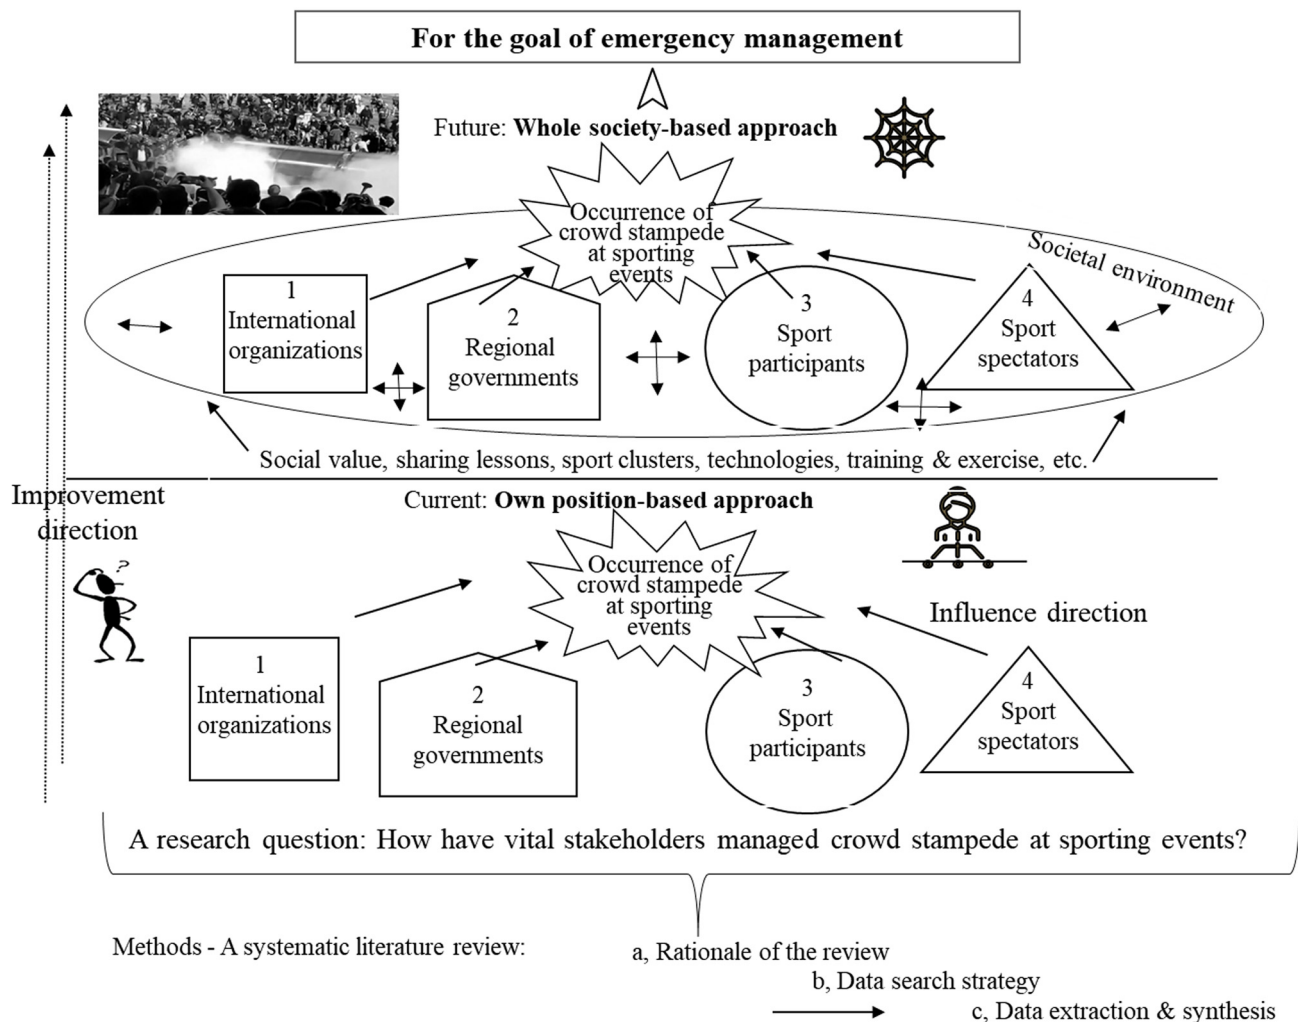 For the goal of emergency management
Future: Whole society-based approach
Occurrence of
crowd stampede
at sporting
events
Societal environment
1
International
organizations
2
Regional
governments
3
Sport
participants
4
Sport
spectators
Social value, sharing lessons, sport clusters, technologies, training & exercise, etc.
Improvement
direction
Current: Own position-based approach
?
Occurrence of
crowd stampede
at sporting
events
Influence direction
1
International
organizations
2
Regional
governments
3
Sport
participants
4
Sport
spectators
A research question: How have vital stakeholders managed crowd stampede at sporting events?
Methods - A systematic literature review:
a, Rationale of the review
b, Data search strategy
c, Data extraction & synthesis